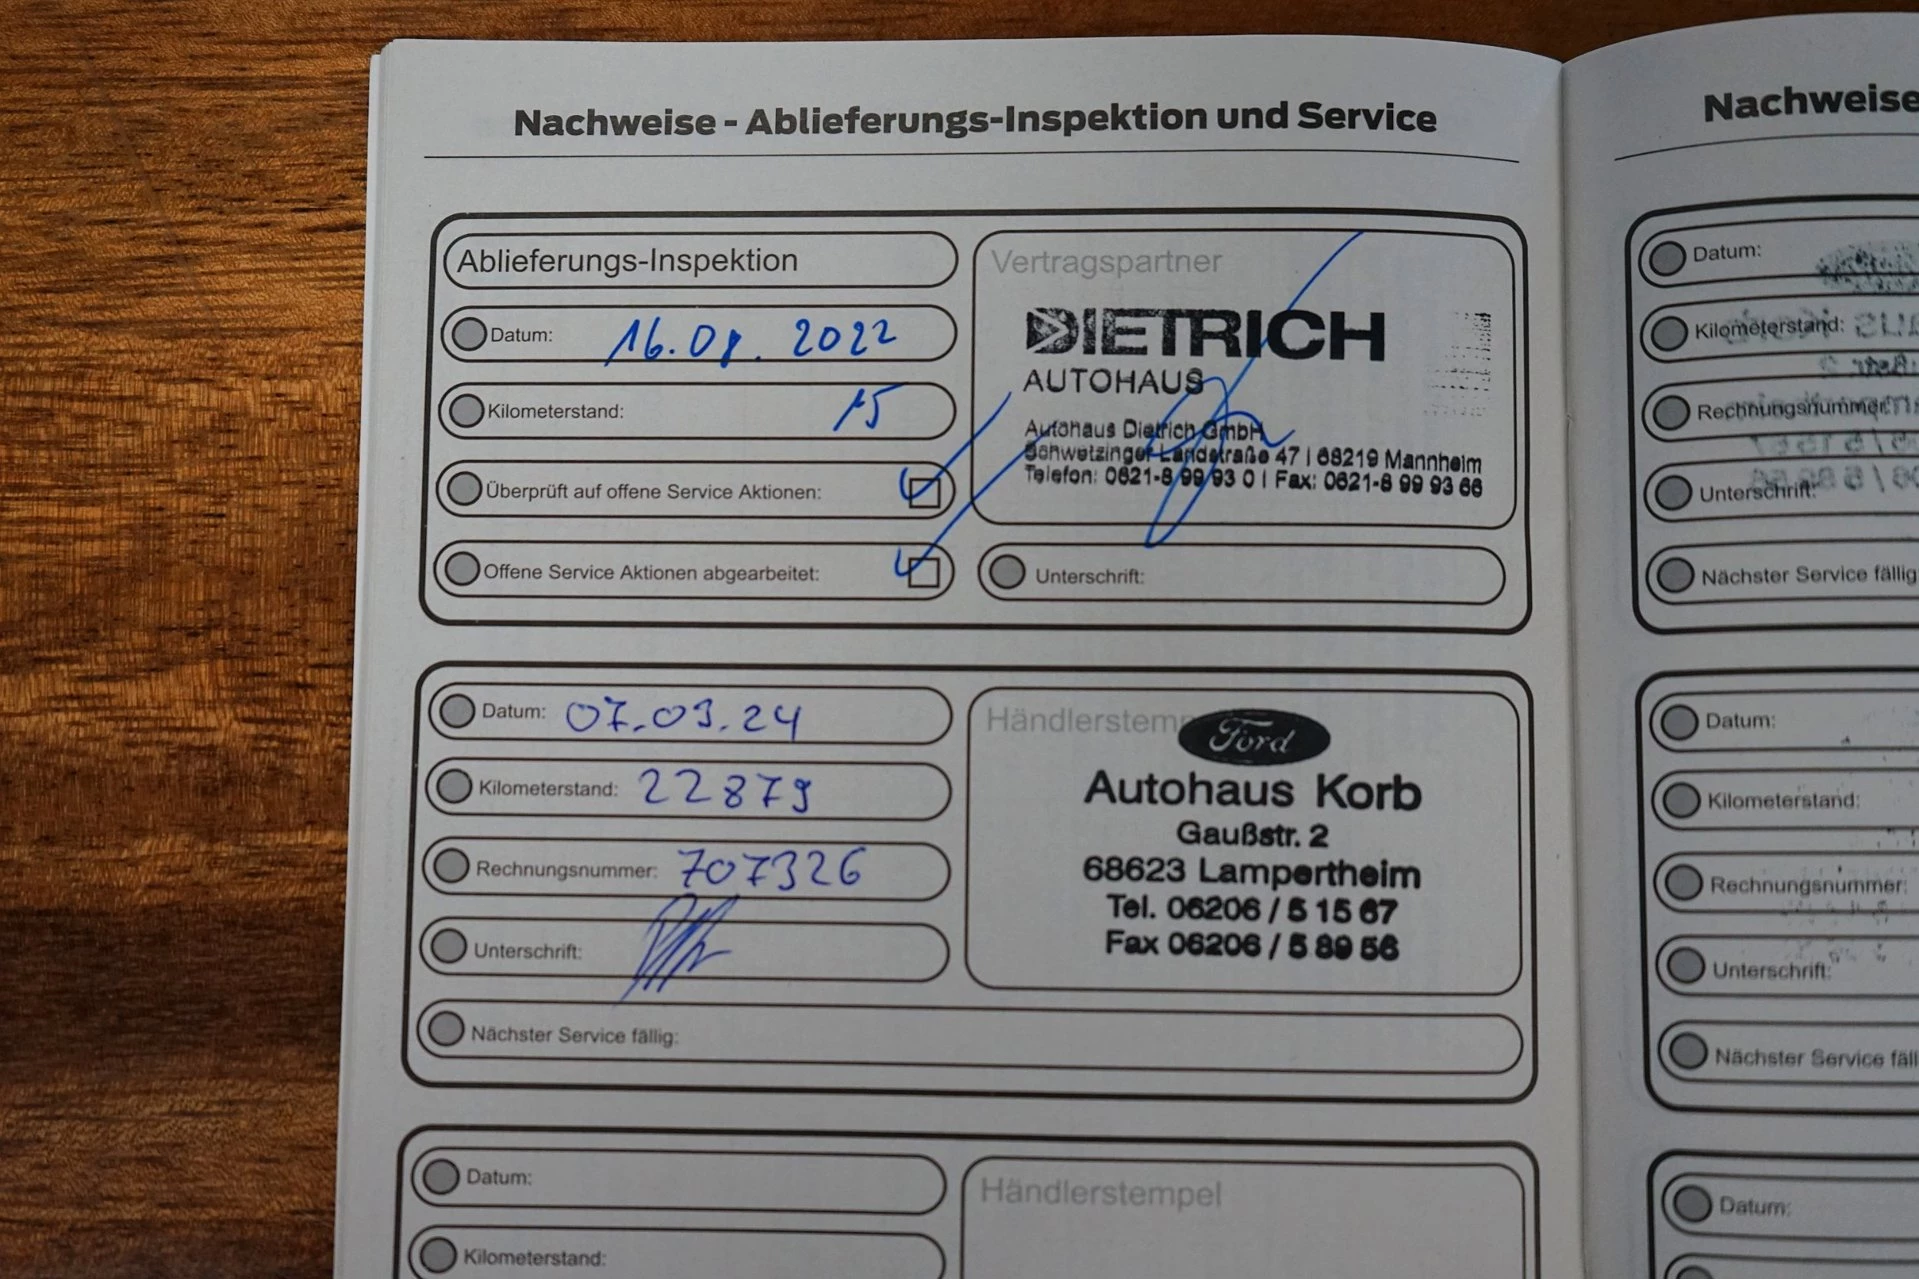 Nachweise - Ablieferungs-Inspektion und Service
Ablieferungs-Inspektion
Datum: 16.08.2022
Kilometerstand: 15
Überprüft auf offene Service Aktionen:
Offene Service Aktionen abgearbeitet:
Vertragspartner
DIETRICH
AUTOHAUS
Autohaus Dietrich GmbH
Schwetzinger Landstraße 47 | 68219 Mannheim
Telefon: 0621-8 99 93 0 | Fax: 0621-8 99 93 66
Unterschrift:
Datum: 07.03.24
Kilometerstand: 22879
Rechnungsnummer: 707326
Unterschrift:
Nächster Service fällig:
Ford
Autohaus Korb
Gaußstr. 2
68623 Lampertheim
Tel. 06206 / 5 15 67
Fax 06206 / 5 89 56
Datum:
Kilometerstand:
Händlerstempel
Nachweise
Datum:
Kilometerstand:
Rechnungsnummer:
Unterschrift:
Nächster Service fällig
Datum:
Kilometerstand:
Rechnungsnummer:
Unterschrift:
Nächster Service fäll
Datum: